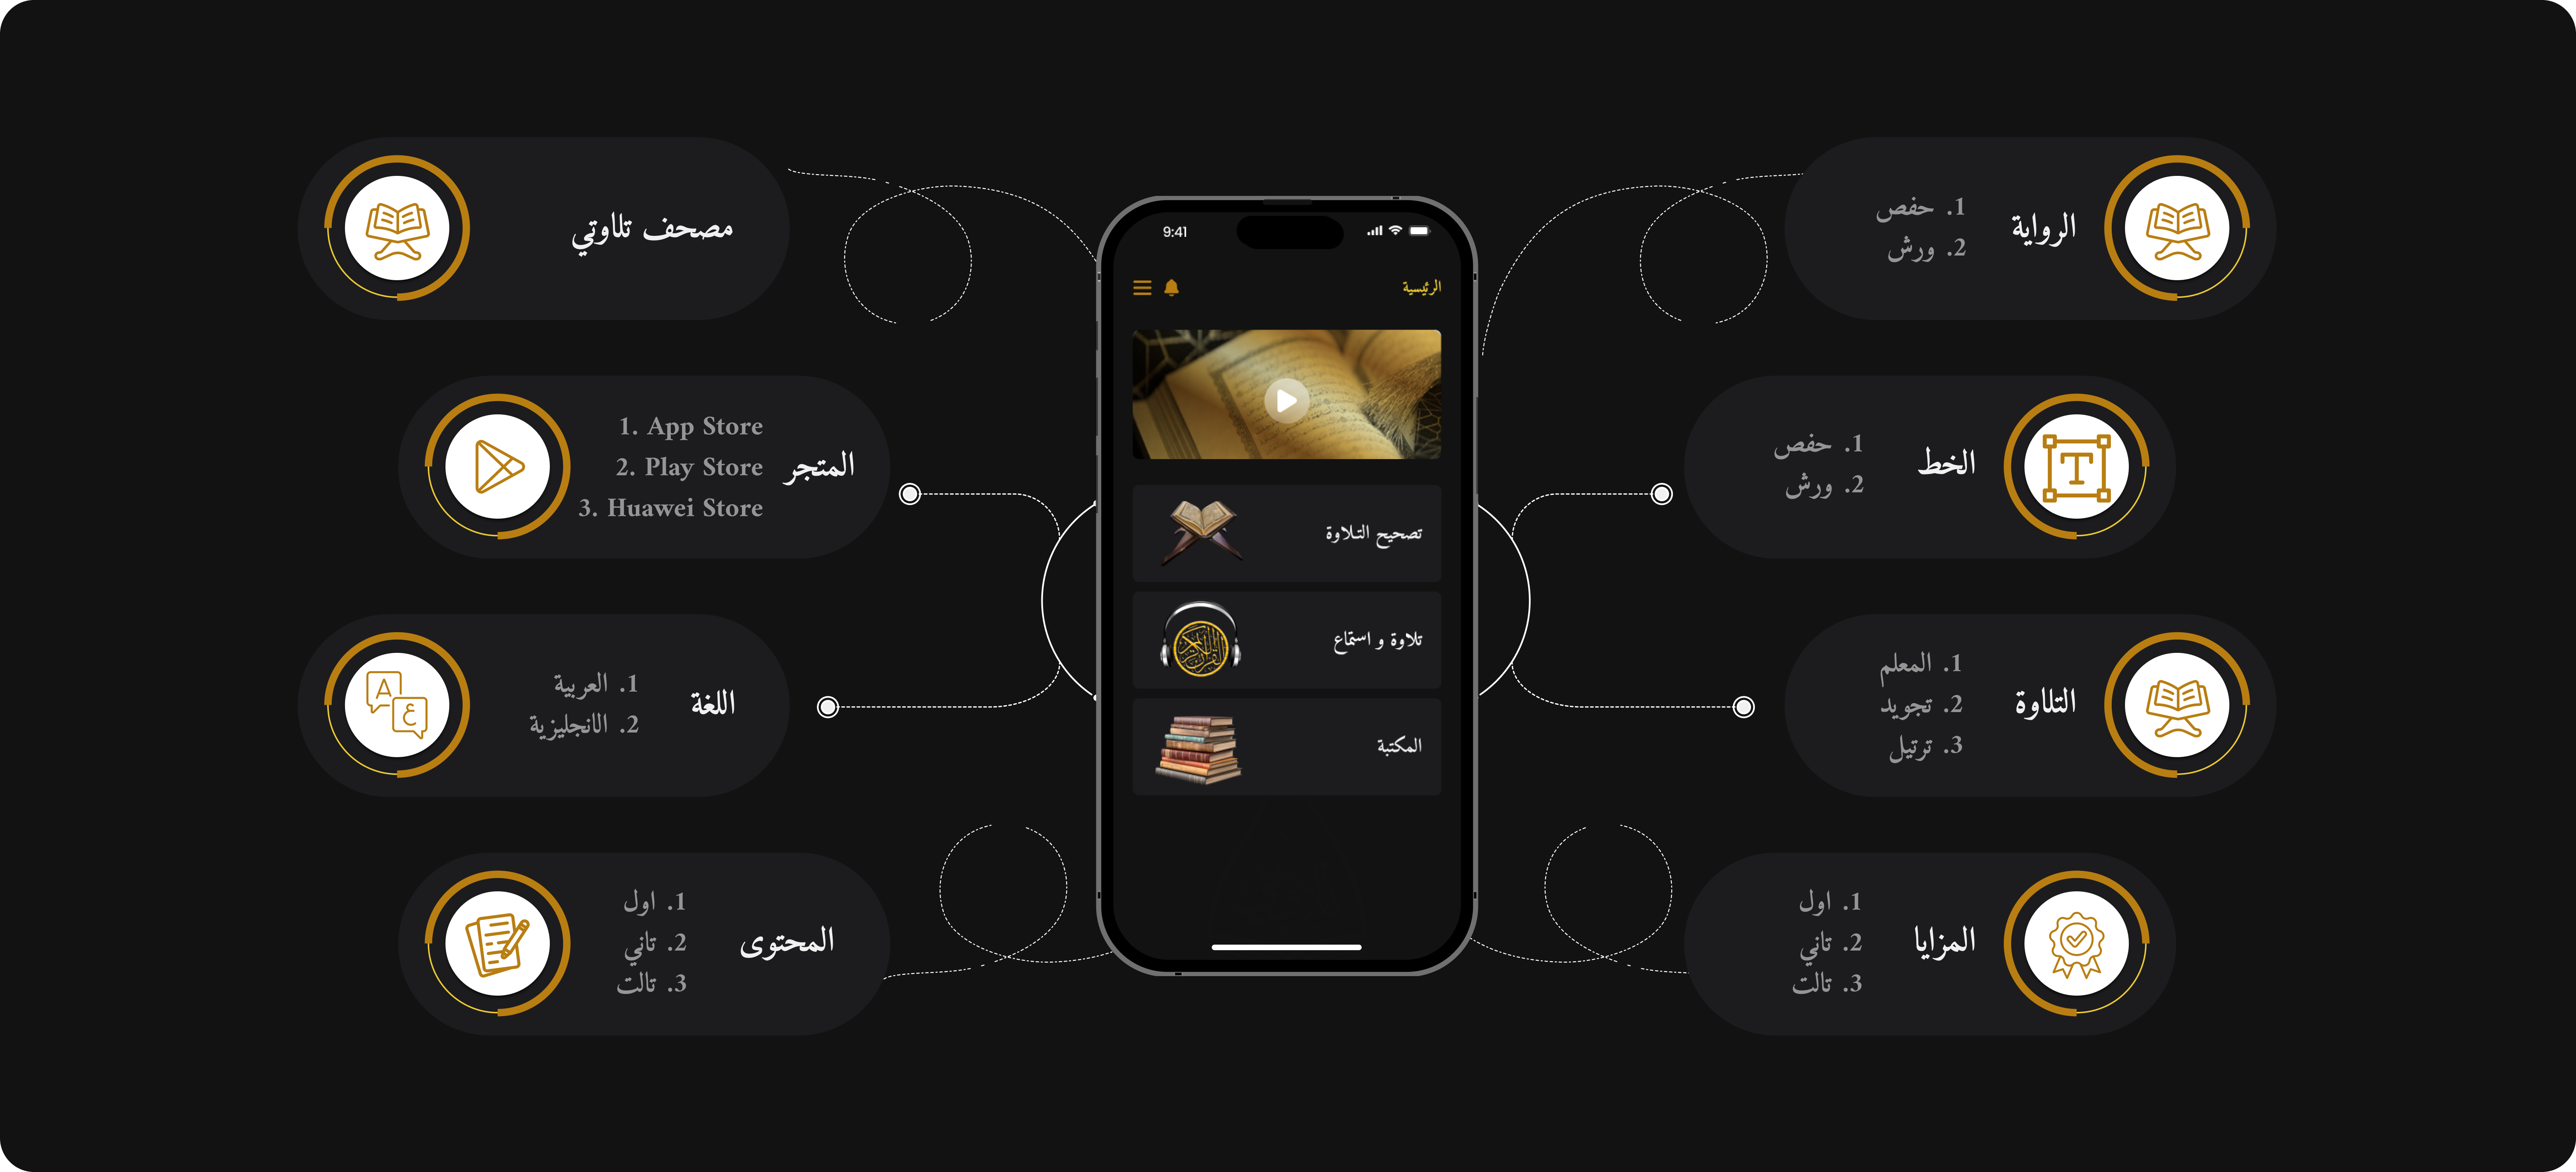 مصحف تلاوتي
المتجر
1. App Store
2. Play Store
3. Huawei Store
اللغة
1. العربية
2. الانجليزية
المحتوى
1. اول
2. تاني
3. تالت
9:41
الرئيسية
تصحيح التلاوة
تلاوة و استماع
القرآن الكريم
المكتبة
الرواية
1. حفص
2. ورش
الخط
1. حفص
2. ورش
التلاوة
1. المعلم
2. تجويد
3. ترتيل
المزايا
1. اول
2. تاني
3. تالت